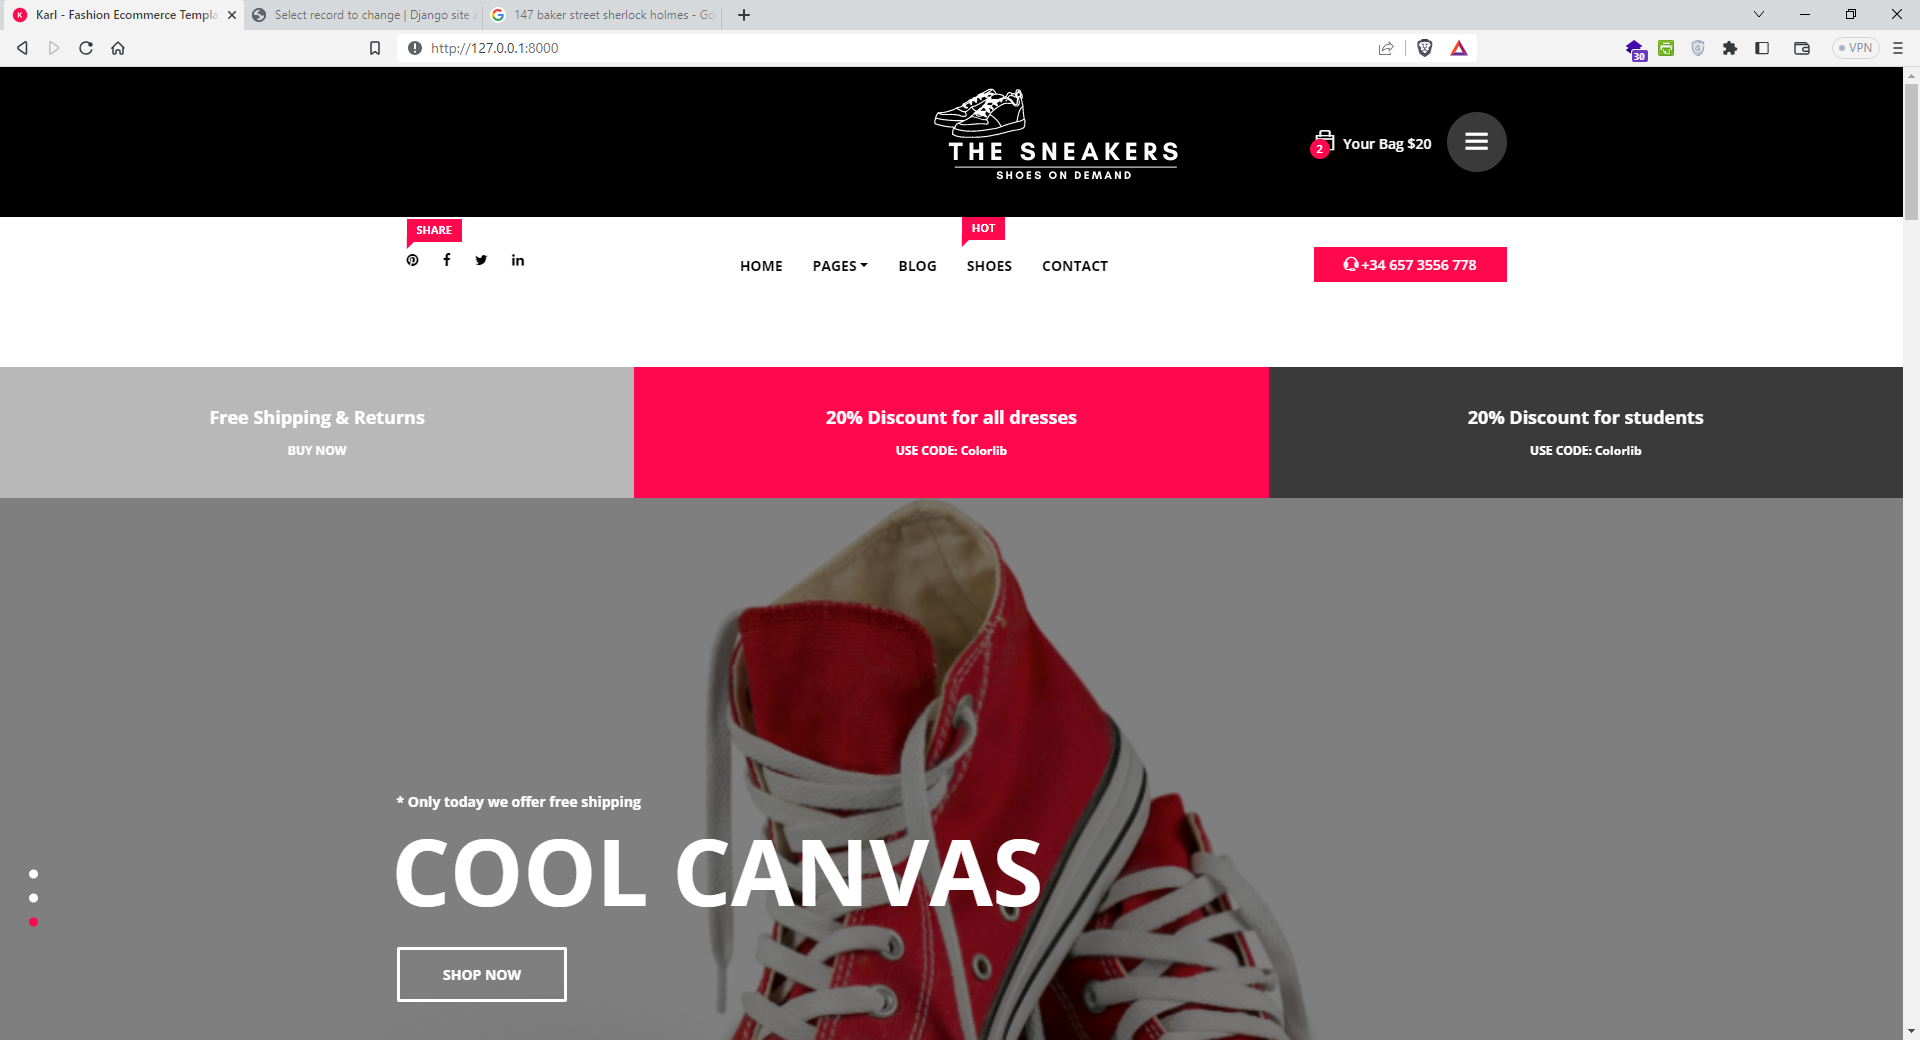 Karl - Fashion Ecommerce Templa
Select record to change | Django site a
147 baker street sherlock holmes - Go
http://127.0.0.1:8000
30
VPN
THE SNEAKERS
SHOES ON DEMAND
2
Your Bag $20
SHARE
HOT
HOME
PAGES
BLOG
SHOES
CONTACT
+34 657 3556 778
Free Shipping & Returns
BUY NOW
20% Discount for all dresses
USE CODE: Colorlib
20% Discount for students
USE CODE: Colorlib
* Only today we offer free shipping
COOL CANVAS
SHOP NOW